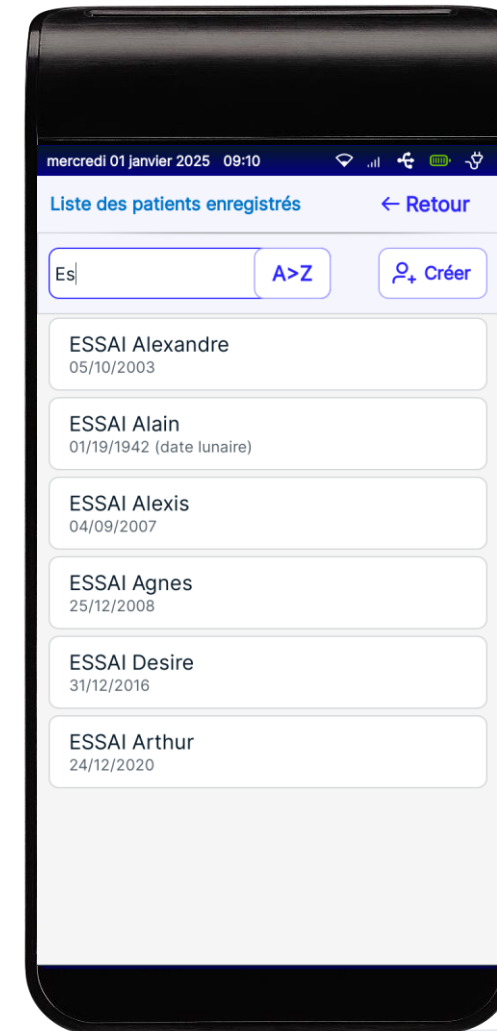 mercredi 01 janvier 2025 09:10
Liste des patients enregistrés ← Retour
Es A>Z Créer
ESSAI Alexandre
05/10/2003
ESSAI Alain
01/19/1942 (date lunaire)
ESSAI Alexis
04/09/2007
ESSAI Agnes
25/12/2008
ESSAI Desire
31/12/2016
ESSAI Arthur
24/12/2020